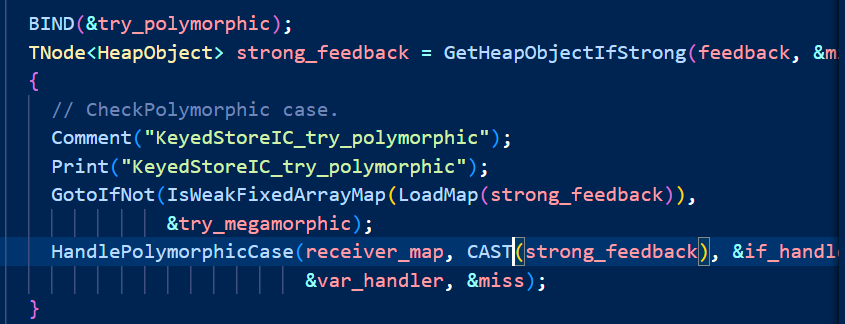 BIND(&try_polymorphic);
TNode<HeapObject> strong_feedback = GetHeapObjectIfStrong(feedback, &m
{
// CheckPolymorphic case.
Comment("KeyedStoreIC_try_polymorphic");
Print("KeyedStoreIC_try_polymorphic");
GotoIfNot(IsWeakFixedArrayMap(LoadMap(strong_feedback)),
&try_megamorphic);
HandlePolymorphicCase(receiver_map, CAST(strong_feedback), &if_handl
&var_handler, &miss);
}